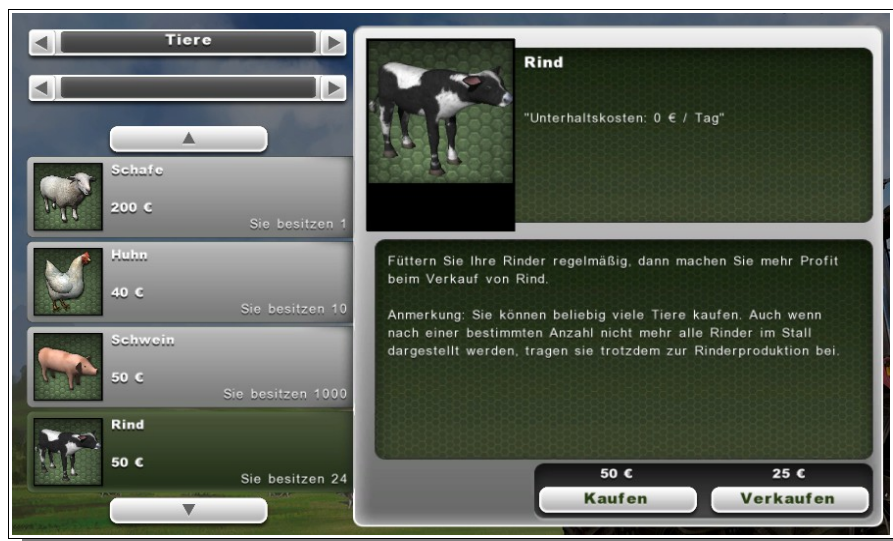 Tiere
Schafe
200 €
Sie besitzen 1
Huhn
40 €
Sie besitzen 10
Schwein
50 €
Sie besitzen 1000
Rind
50 €
Sie besitzen 24
Rind
"Unterhaltskosten: 0 € / Tag"
Füttern Sie Ihre Rinder regelmäßig, dann machen Sie mehr Profit
beim Verkauf von Rind.
Anmerkung: Sie können beliebig viele Tiere kaufen. Auch wenn
nach einer bestimmten Anzahl nicht mehr alle Rinder im Stall
dargestellt werden, tragen sie trotzdem zur Rinderproduktion bei.
50 €
25 €
Kaufen
Verkaufen